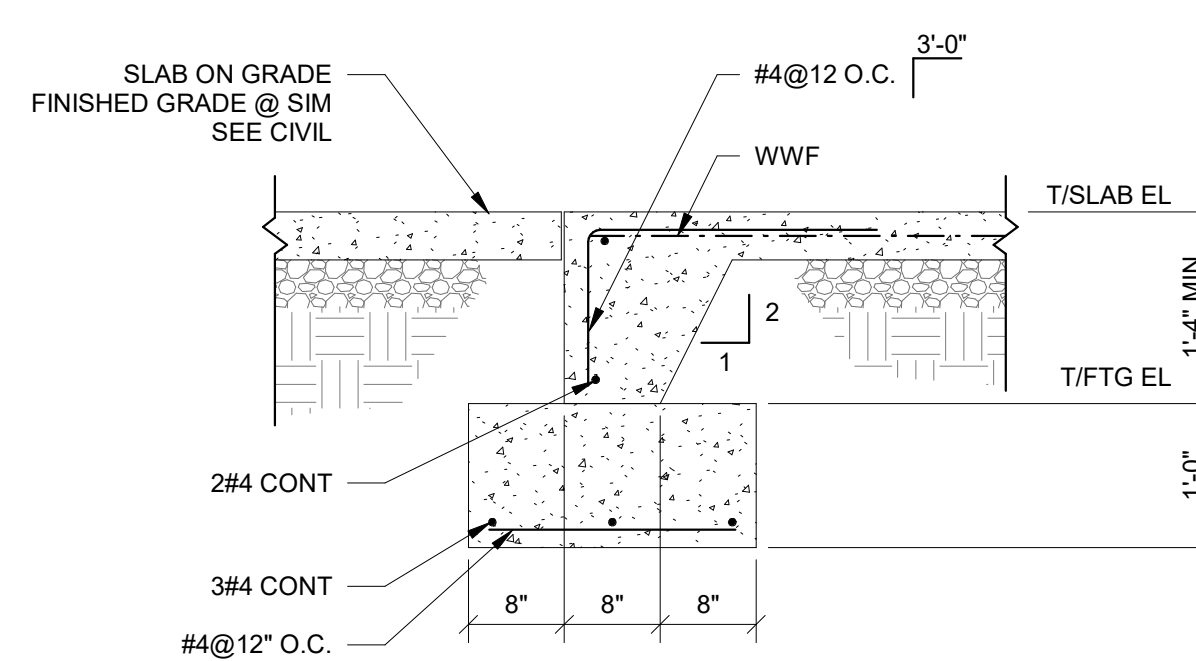 3'-0"
SLAB ON GRADE
FINISHED GRADE @ SIM
SEE CIVIL
#4@12 O.C.
WWF
T/SLAB EL
2
1
1'-4" MIN
T/FTG EL
2#4 CONT
1'-0"
3#4 CONT
8"
8"
8"
#4@12" O.C.